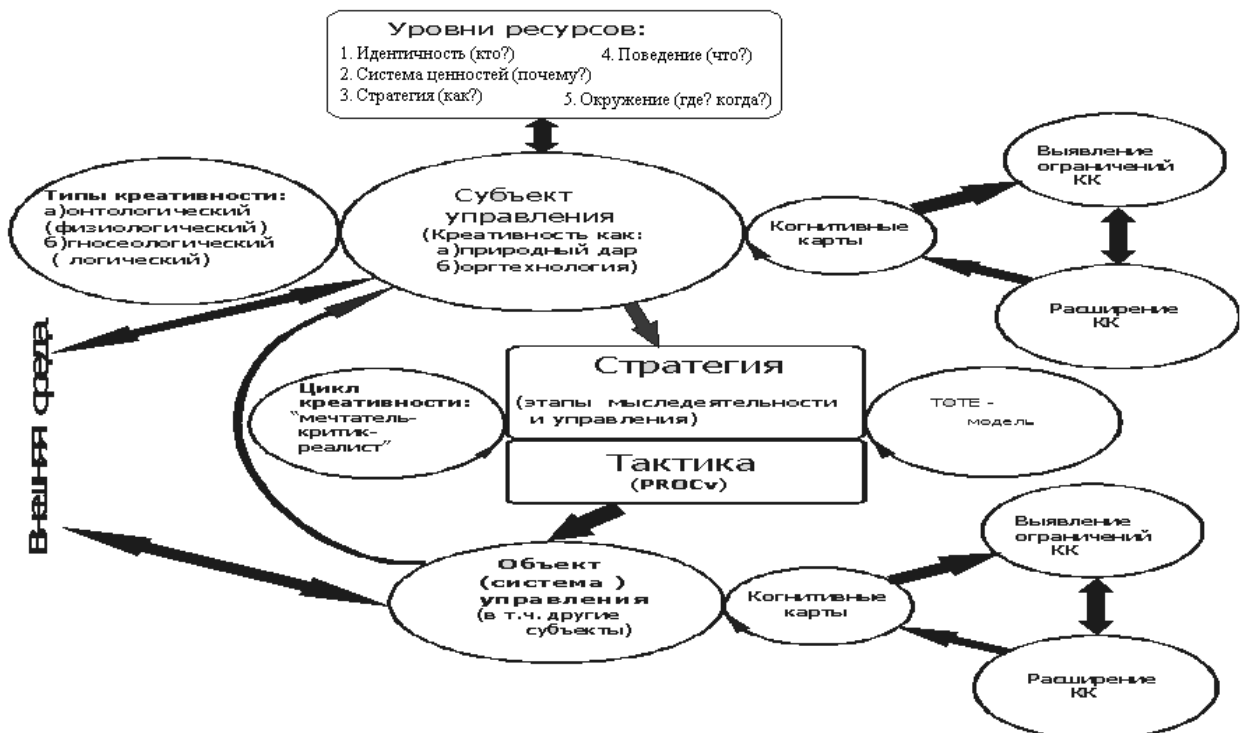 Уровни ресурсов:
1. Идентичность (кто?)
4. Поведение (что?)
2. Система ценностей (почему?)
3. Стратегия (как?)
5. Окружение (где? когда?)
Типы креативности:
а)онтологический
(физиологический)
б)гносеологический
( логический)
Субъект
управления
(Креативность как:
а)природный дар
б)оргтехнология)
Когнитивные
карты
Выявление
ограничений
КК
Расширение
КК
Внешняя среда
Стратегия
(этапы мыследеятельности
и управления)
Цикл
креативности:
"мечтатель-
критик-
реалист"
TOTE -
модель
Тактика
(PROCv)
Объект
(система )
управления
(в т.ч. другие
субъекты)
Когнитивные
карты
Выявление
ограничений
КК
Расширение
КК